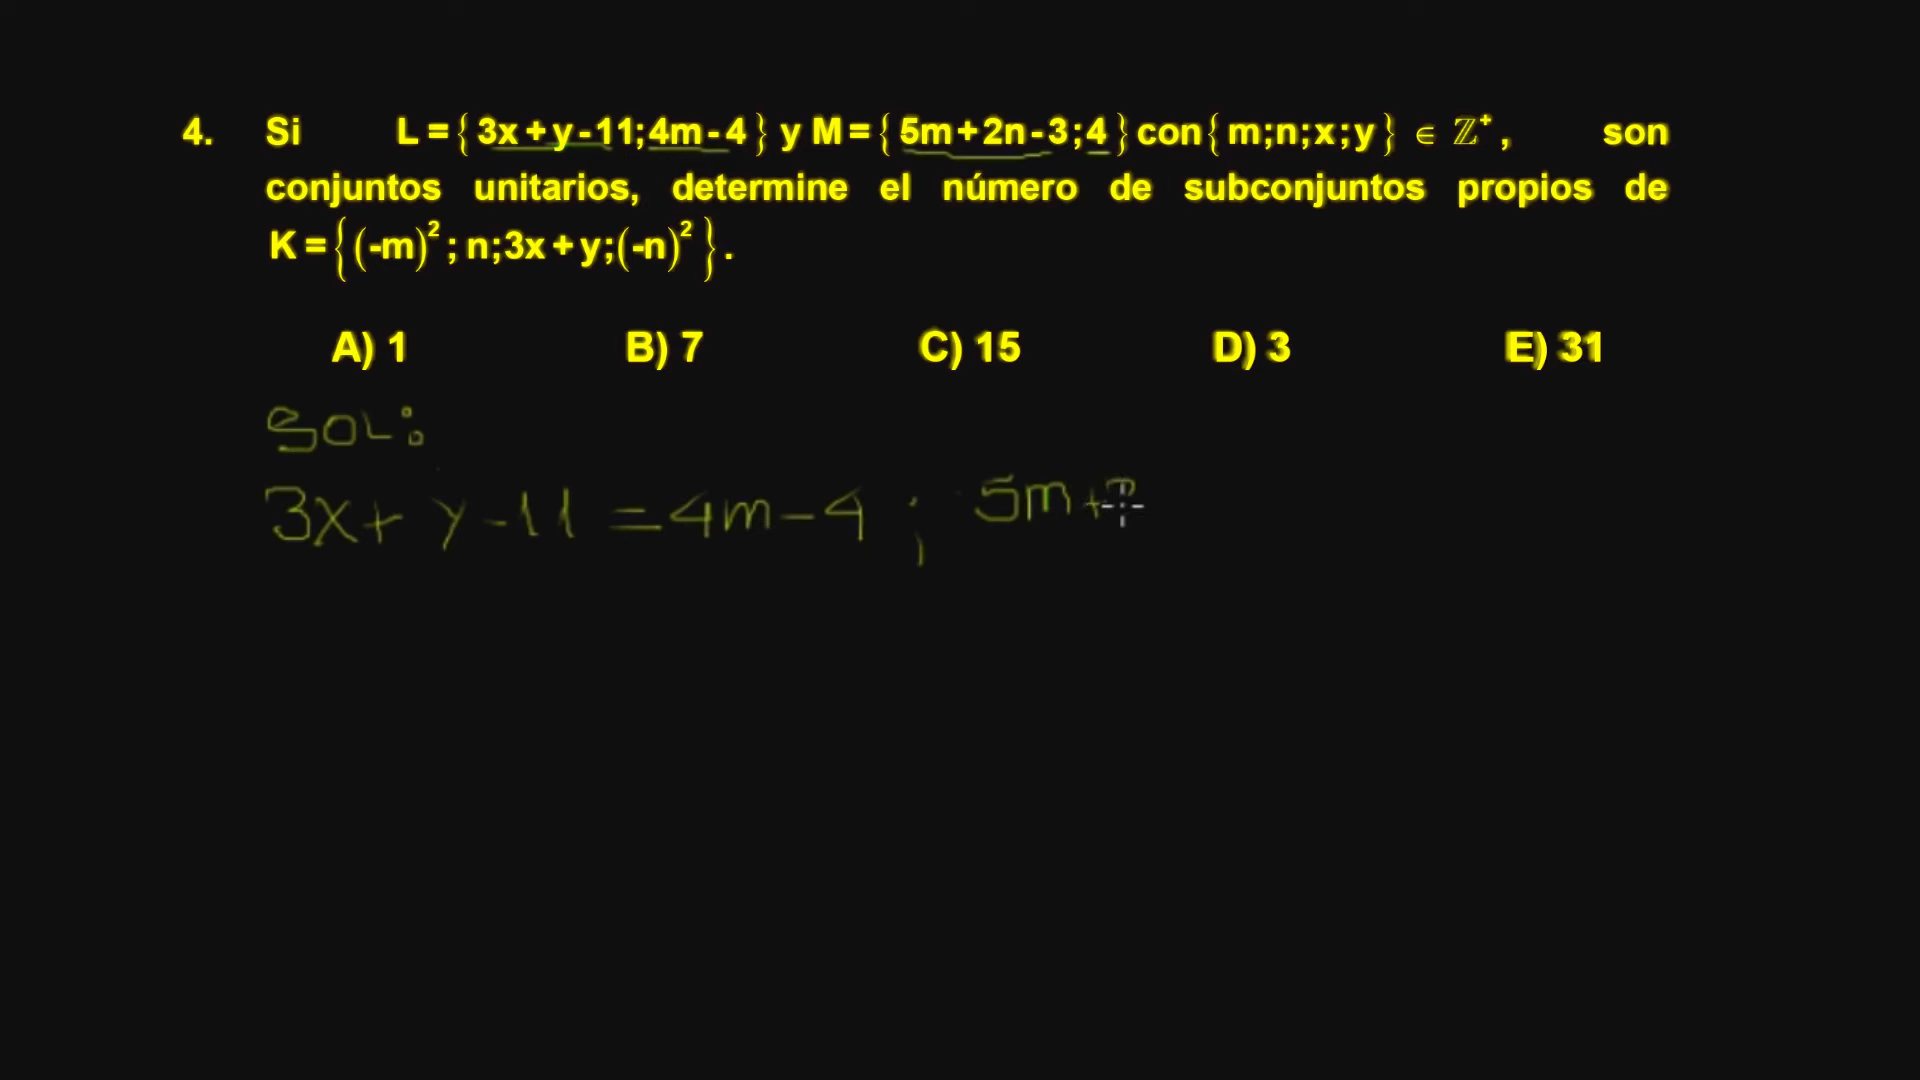 4. Si L={3x+y-11;4m-4} y M={5m+2n-3;4} con{m;n;x;y} ∈ ℤ⁺, son
conjuntos unitarios, determine el número de subconjuntos propios de
K={(-m)²;n;3x+y;(-n)²}.
A) 1 B) 7 C) 15 D) 3 E) 31
SOL:
3x+y-11=4m-4 ; 5m+